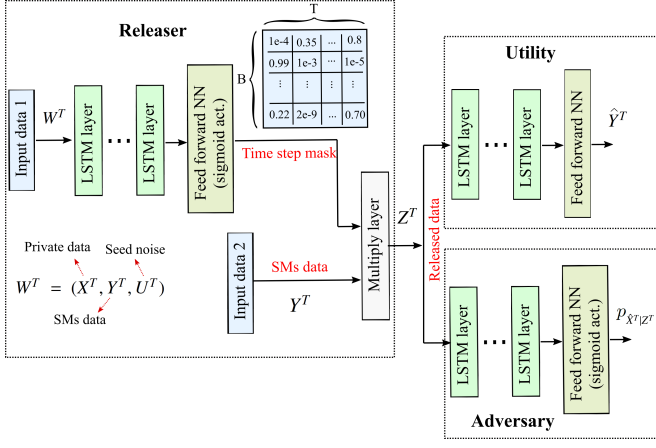 Releaser
T
B
1e-4 0.35 ... 0.8
0.99 1e-3 ... 1e-5
⋮ ⋮ ⋮
0.22 2e-9 ... 0.70
Input data 1
W^T
LSTM layer
...
LSTM layer
Feed forward NN
(sigmoid act.)
Time step mask
Private data
Seed noise
W^T = (X^T, Y^T, U^T)
SMs data
Input data 2
SMs data
Y^T
Multiply layer
Z^T
Released data
Utility
LSTM layer
...
LSTM layer
Feed forward NN
Ŷ^T
LSTM layer
...
LSTM layer
Feed forward NN
(sigmoid act.)
p_{X̂^T|Z^T}
Adversary